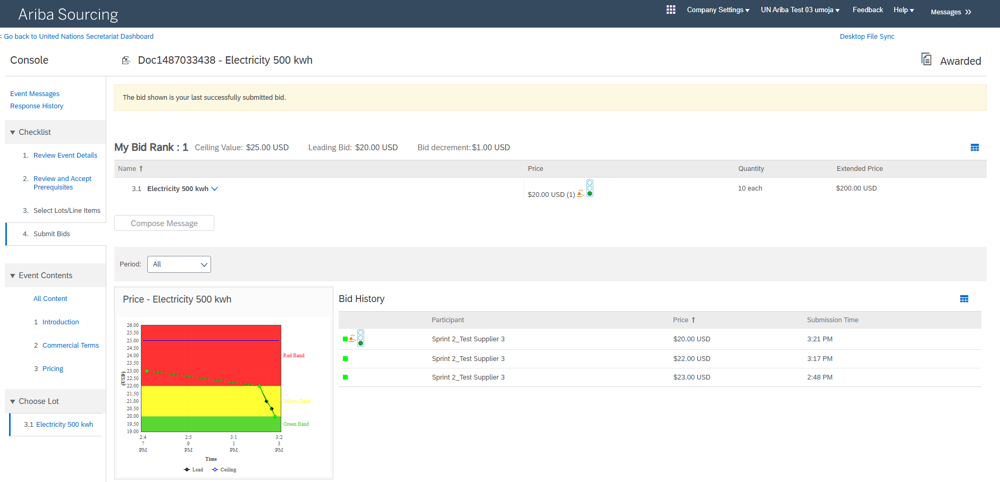 Ariba Sourcing
Company Settings
UN Ariba Test 03 umoja
Feedback
Help
Messages
< Go back to United Nations Secretariat Dashboard
Desktop File Sync
Console
Doc1487033438 - Electricity 500 kwh
Awarded
Event Messages
Response History
Checklist
1. Review Event Details
2. Review and Accept
Prerequisites
3. Select Lots/Line Items
4. Submit Bids
Event Contents
All Content
1 Introduction
2 Commercial Terms
3 Pricing
Choose Lot
3.1 Electricity 500 kwh
The bid shown is your last successfully submitted bid.
My Bid Rank : 1 Ceiling Value: $25.00 USD Leading Bid: $20.00 USD Bid decrement: $1.00 USD
Name ↑ Price Quantity Extended Price
3.1 Electricity 500 kwh $20.00 USD (1) 10 each $200.00 USD
Compose Message
Period: All
Price - Electricity 500 kwh
26.00
25.50
25.00
24.50
24.00
23.50
23.00
22.50
22.00
21.50
21.00
20.50
20.00
19.50
19.00
(USD)
Red Band
Yellow Band
Green Band
2:4 2:5 3:1 3:2
7 9 1 3
PM PM PM PM
Time
Lead Ceiling
Bid History
Participant Price ↑ Submission Time
Sprint 2_Test Supplier 3 $20.00 USD 3:21 PM
Sprint 2_Test Supplier 3 $22.00 USD 3:17 PM
Sprint 2_Test Supplier 3 $23.00 USD 2:48 PM